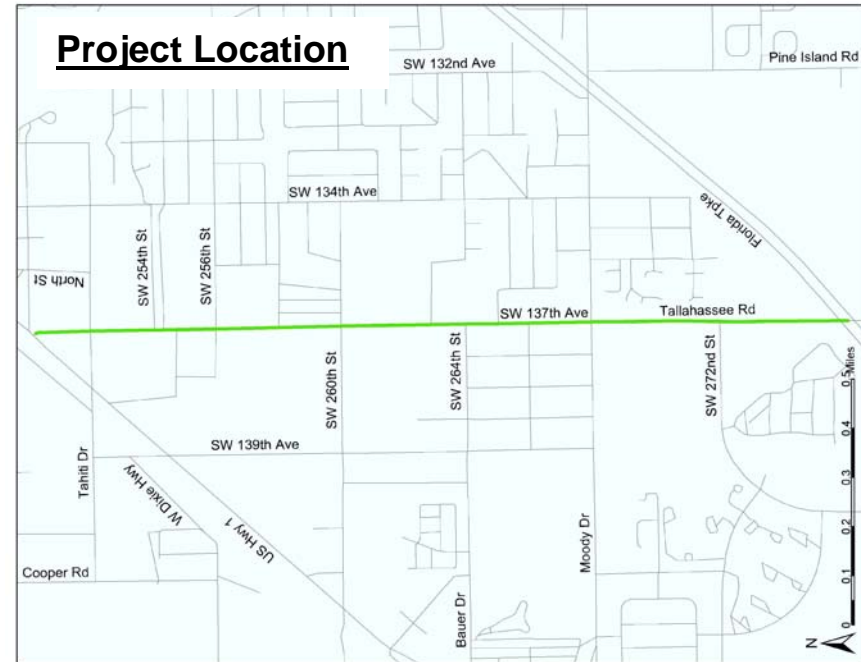 Project Location
SW 132nd Ave
Pine Island Rd
SW 134th Ave
Florida Tpke
SW 254th St
SW 256th St
North St
SW 137th Ave
Tallahassee Rd
SW 260th St
SW 264th St
SW 272nd St
Miles
0.5
0.4
0.3
0.2
0.1
0
SW 139th Ave
Tahiti Dr
W Dixie Hwy
US Hwy 1
Moody Dr
Cooper Rd
Bauer Dr
N